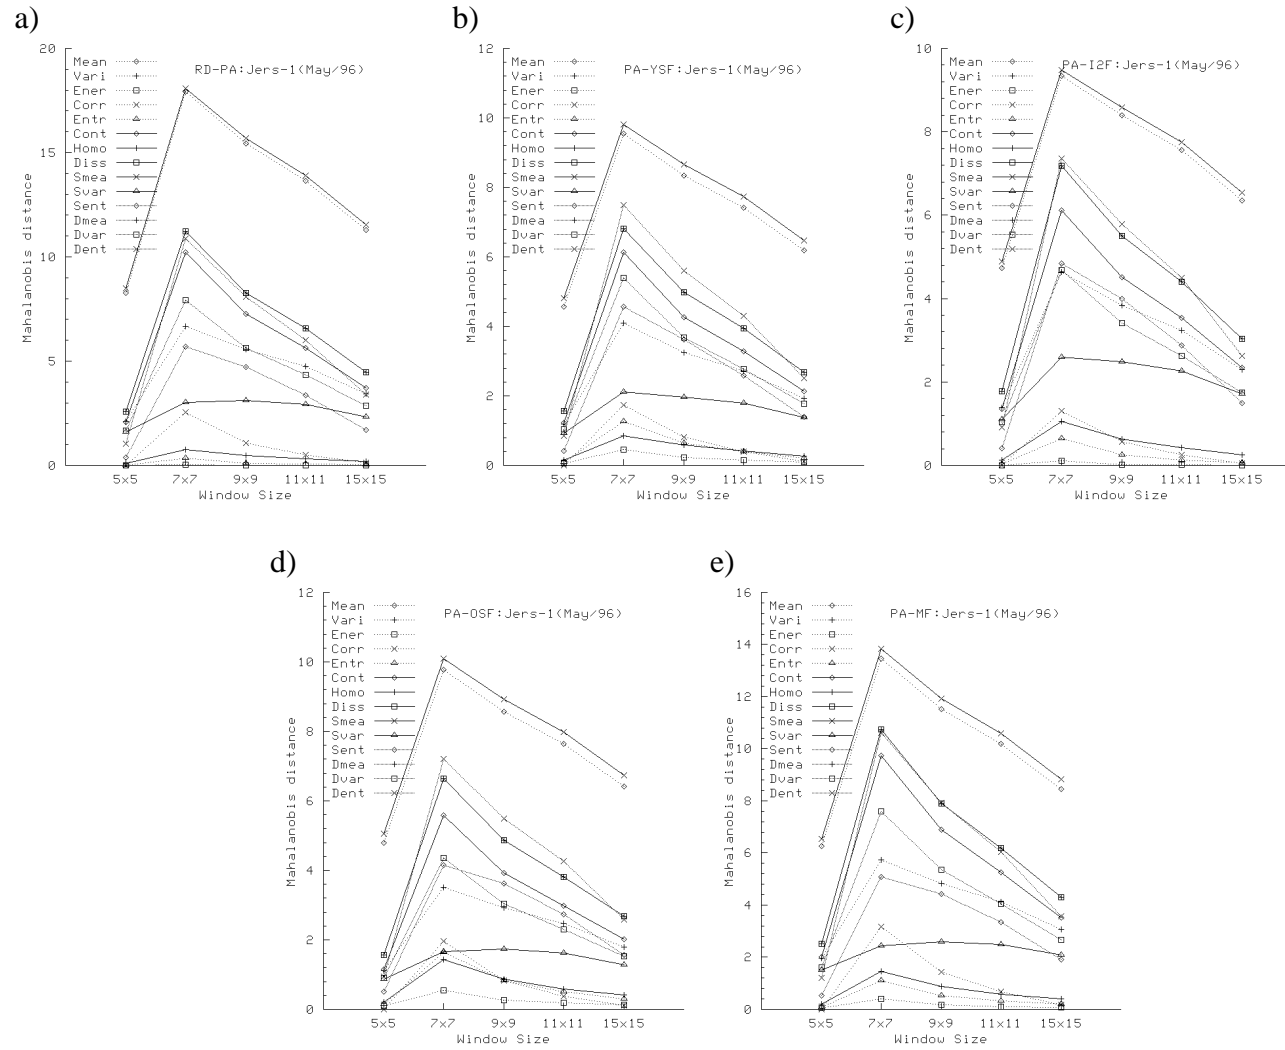 a)
20
15
10
5
0
Mahalanobis distance
RD-PA:Jers-1(May/96)
Mean
Vari
Ener
Corr
Entr
Cont
Homo
Diss
Smea
Svar
Sent
Dmea
Dvar
Dent
5x5 7x7 9x9 11x11 15x15
Window Size
b)
12
10
8
6
4
2
0
Mahalanobis distance
PA-YSF:Jers-1(May/96)
Mean
Vari
Ener
Corr
Entr
Cont
Homo
Diss
Smea
Svar
Sent
Dmea
Dvar
Dent
5x5 7x7 9x9 11x11 15x15
Window Size
c)
10
8
6
4
2
0
Mahalanobis distance
PA-I2F:Jers-1(May/96)
Mean
Vari
Ener
Corr
Entr
Cont
Homo
Diss
Smea
Svar
Sent
Dmea
Dvar
Dent
5x5 7x7 9x9 11x11 15x15
Window Size
d)
12
10
8
6
4
2
0
Mahalanobis distance
PA-OSF:Jers-1(May/96)
Mean
Vari
Ener
Corr
Entr
Cont
Homo
Diss
Smea
Svar
Sent
Dmea
Dvar
Dent
5x5 7x7 9x9 11x11 15x15
Window Size
e)
16
14
12
10
8
6
4
2
0
Mahalanobis distance
PA-MF:Jers-1(May/96)
Mean
Vari
Ener
Corr
Entr
Cont
Homo
Diss
Smea
Svar
Sent
Dmea
Dvar
Dent
5x5 7x7 9x9 11x11 15x15
Window Size